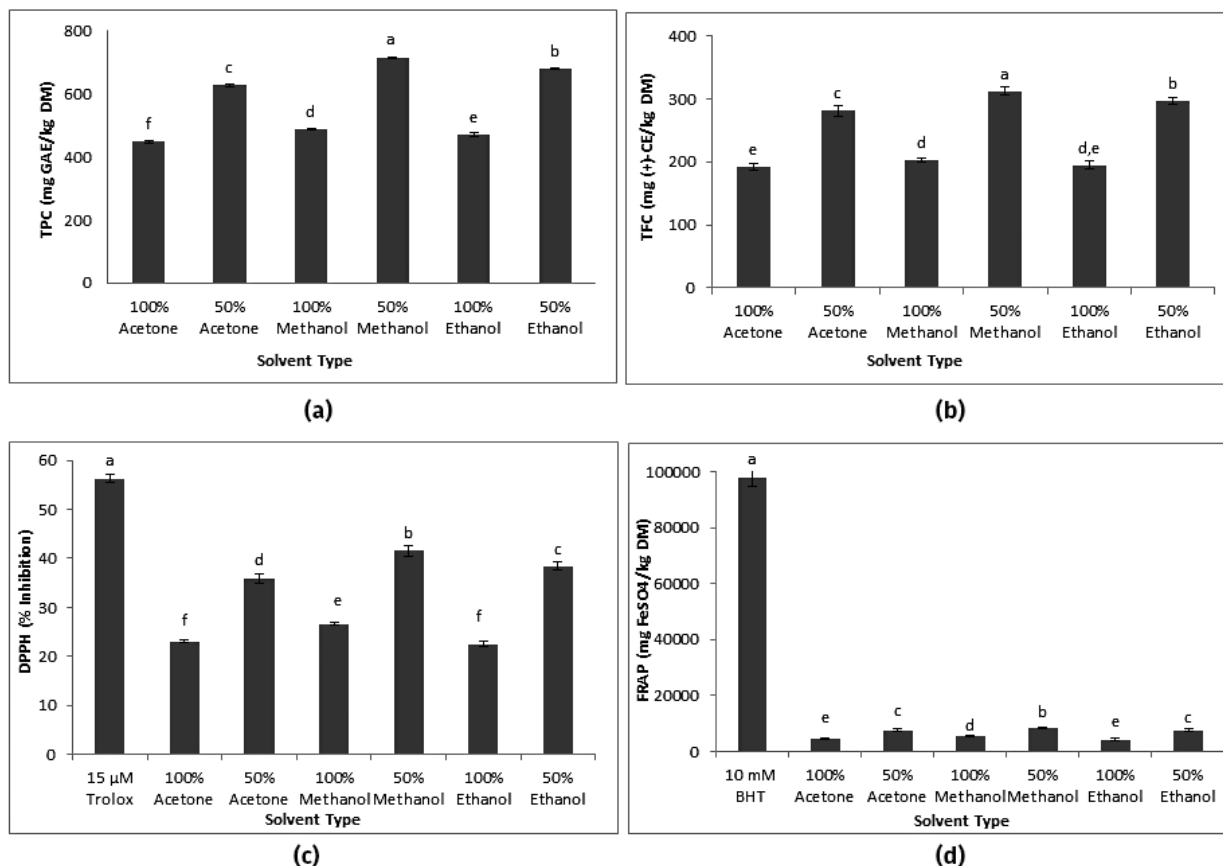 800
600
400
200
0
TPC (mg GAE/kg DM)
f
c
d
a
e
b
100% 50% 100% 50% 100% 50%
Acetone Acetone Methanol Methanol Ethanol Ethanol
Solvent Type
(a)
400
300
200
100
0
TFC (mg (+)-CE/kg DM)
e
c
d
a
d,e
b
100% 50% 100% 50% 100% 50%
Acetone Acetone Methanol Methanol Ethanol Ethanol
Solvent Type
(b)
60
50
40
30
20
10
0
DPPH (% Inhibition)
a
f
d
e
b
f
c
15 µM 100% 50% 100% 50% 100% 50%
Trolox Acetone Acetone Methanol Methanol Ethanol Ethanol
Solvent Type
(c)
100000
80000
60000
40000
20000
0
FRAP (mg FeSO4/kg DM)
a
e
c
d
b
e
c
10 mM 100% 50% 100% 50% 100% 50%
BHT Acetone Acetone Methanol Methanol Ethanol Ethanol
Solvent Type
(d)